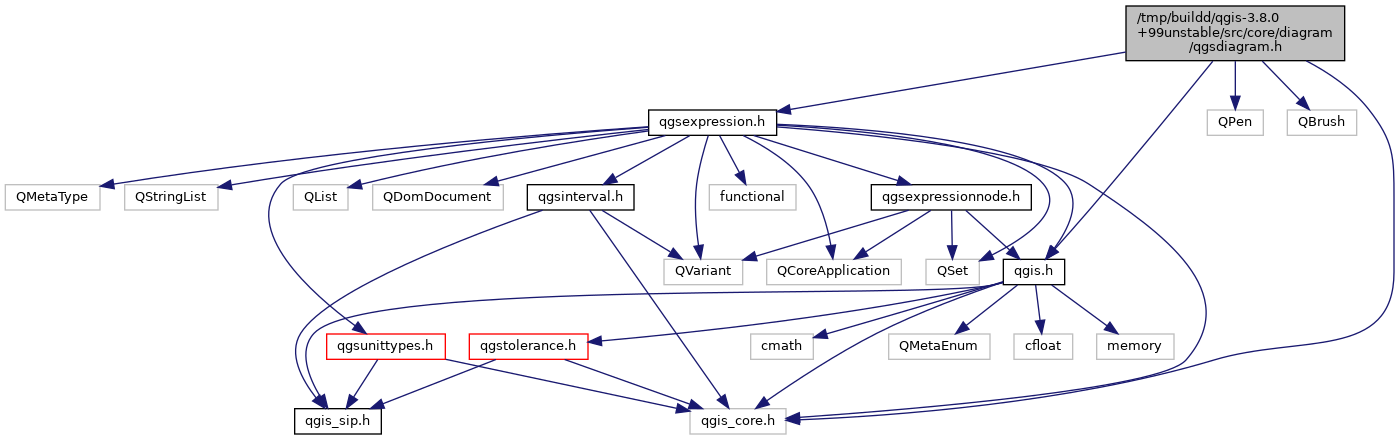 /tmp/buildd/qgis-3.8.0
+99unstable/src/core/diagram
/qgsdiagram.h
qgsexpression.h
QPen
QBrush
QMetaType
QStringList
QList
QDomDocument
qgsinterval.h
functional
qgsexpressionnode.h
QVariant
QCoreApplication
QSet
qgis.h
qgsunittypes.h
qgstolerance.h
cmath
QMetaEnum
cfloat
memory
qgis_sip.h
qgis_core.h